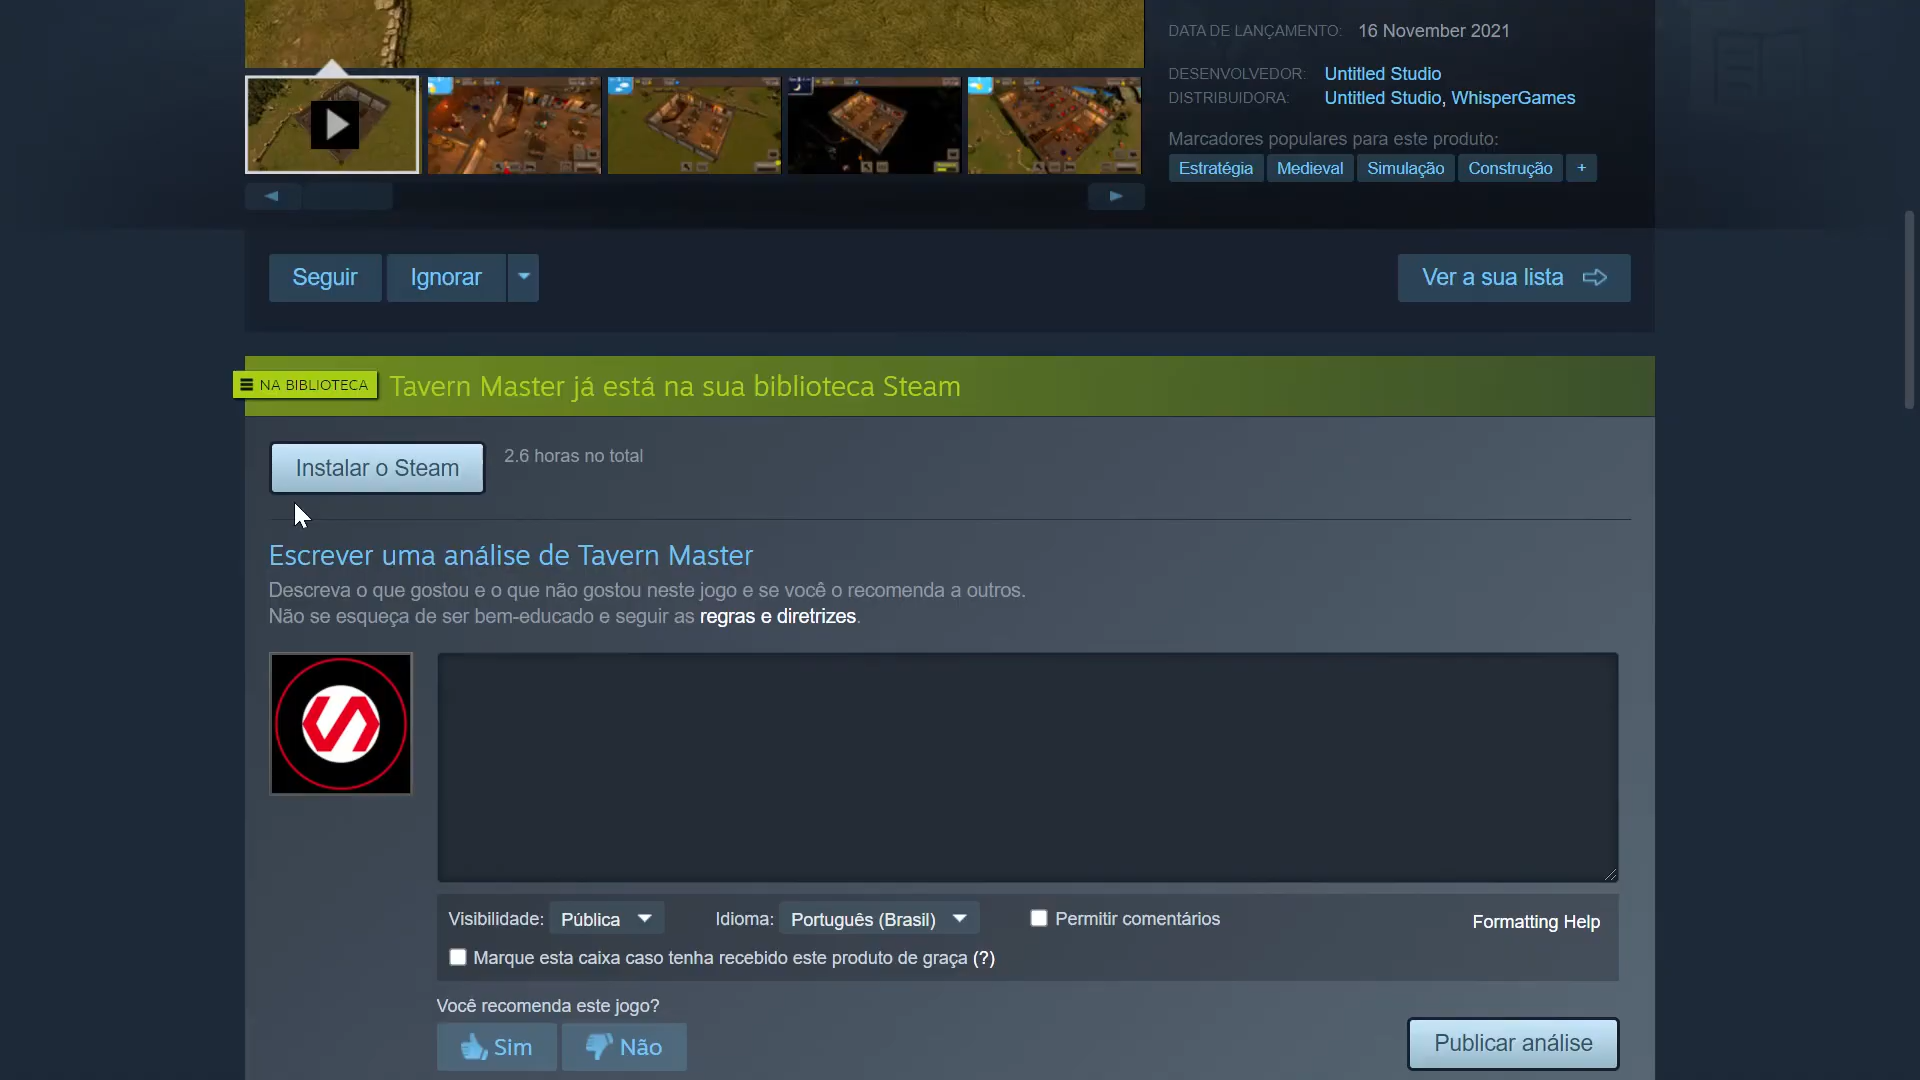 DATA DE LANÇAMENTO: 16 November 2021
DESENVOLVEDOR: Untitled Studio
DISTRIBUIDORA: Untitled Studio, WhisperGames
Marcadores populares para este produto:
Estratégia Medieval Simulação Construção +
Seguir Ignorar Ver a sua lista
NA BIBLIOTECA Tavern Master já está na sua biblioteca Steam
Instalar o Steam 2.6 horas no total
Escrever uma análise de Tavern Master
Descreva o que gostou e o que não gostou neste jogo e se você o recomenda a outros.
Não se esqueça de ser bem-educado e seguir as regras e diretrizes.
Visibilidade: Pública Idioma: Português (Brasil) Permitir comentários Formatting Help
Marque esta caixa caso tenha recebido este produto de graça (?)
Você recomenda este jogo?
Sim Não Publicar análise